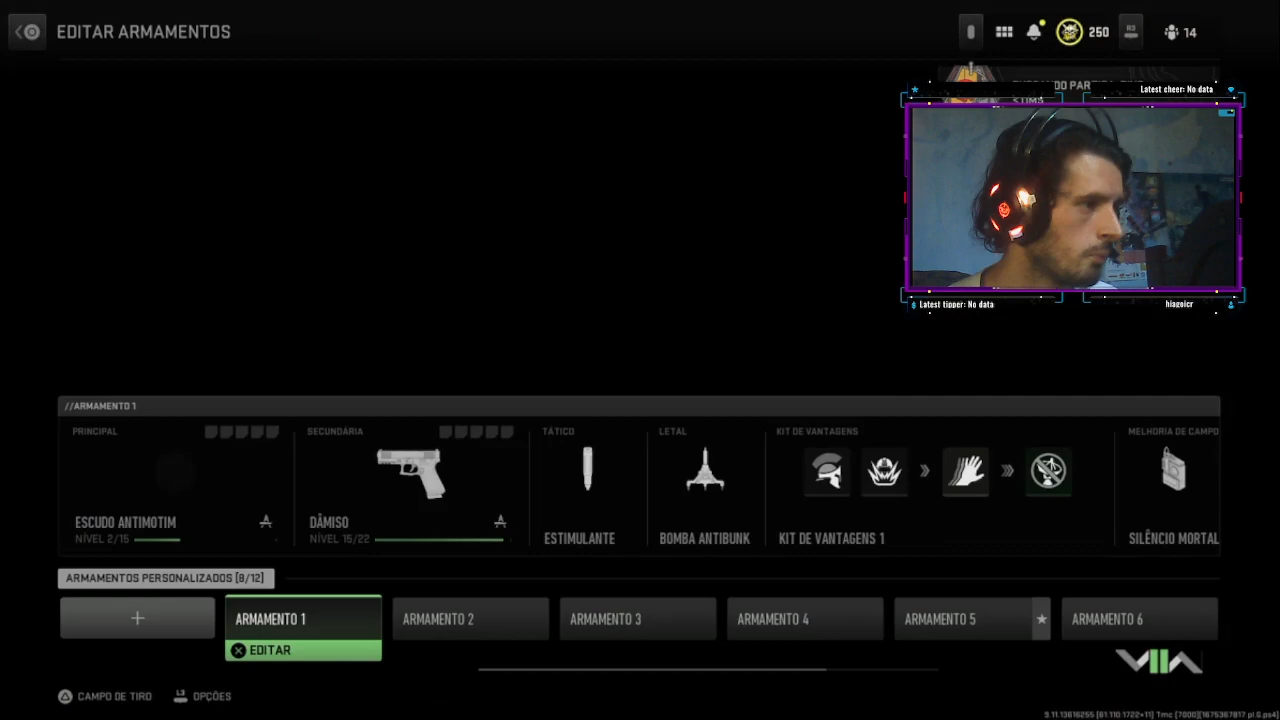 EDITAR ARMAMENTOS
250
R3
14
Latest cheer: No data
Latest tipper: No data
hiagoicr
//ARMAMENTO 1
PRINCIPAL
SECUNDÁRIA
TÁTICO
LETAL
KIT DE VANTAGENS
MELHORIA DE CAMPO
ESCUDO ANTIMOTIM
NÍVEL 2/15
DÂMISO
NÍVEL 15/22
ESTIMULANTE
BOMBA ANTIBUNK
KIT DE VANTAGENS 1
SILÊNCIO MORTAL
ARMAMENTOS PERSONALIZADOS [8/12]
+
ARMAMENTO 1
ARMAMENTO 2
ARMAMENTO 3
ARMAMENTO 4
ARMAMENTO 5
ARMAMENTO 6
EDITAR
CAMPO DE TIRO
L3
OPÇÕES